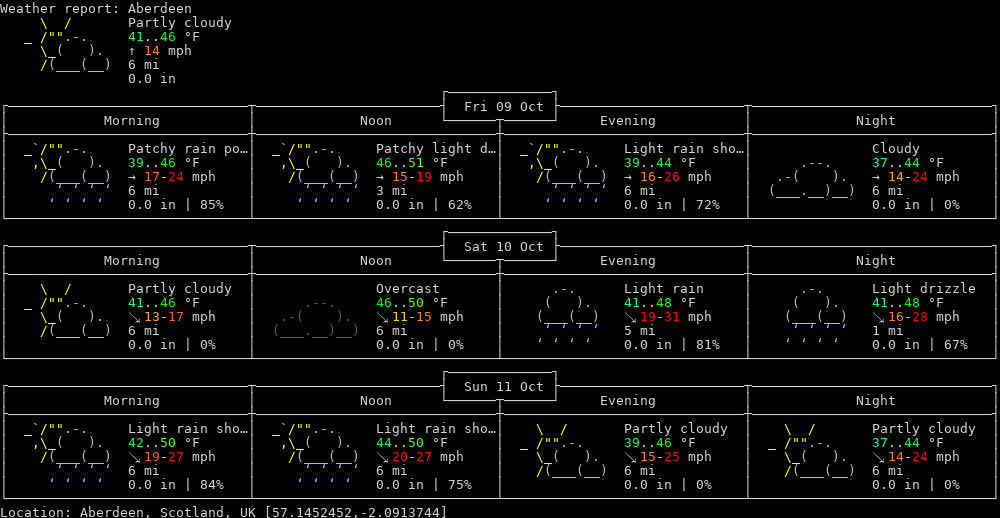 Weather report: Aberdeen
Partly cloudy
41..46 °F
↑ 14 mph
6 mi
0.0 in
Fri 09 Oct
Morning Noon Evening Night
Patchy rain po… Patchy light d… Light rain sho… Cloudy
39..46 °F 46..51 °F 39..44 °F 37..44 °F
→ 17-24 mph → 15-19 mph → 16-26 mph → 14-24 mph
6 mi 3 mi 6 mi 6 mi
0.0 in | 85% 0.0 in | 62% 0.0 in | 72% 0.0 in | 0%
Sat 10 Oct
Morning Noon Evening Night
Partly cloudy Overcast Light rain Light drizzle
41..46 °F 46..50 °F 41..48 °F 41..48 °F
↘ 13-17 mph ↘ 11-15 mph ↘ 19-31 mph ↘ 16-28 mph
6 mi 6 mi 5 mi 1 mi
0.0 in | 0% 0.0 in | 0% 0.0 in | 81% 0.0 in | 67%
Sun 11 Oct
Morning Noon Evening Night
Light rain sho… Light rain sho… Partly cloudy Partly cloudy
42..50 °F 44..50 °F 39..46 °F 37..44 °F
↘ 19-27 mph ↘ 20-27 mph ↘ 15-25 mph ↘ 14-24 mph
6 mi 6 mi 6 mi 6 mi
0.0 in | 84% 0.0 in | 75% 0.0 in | 0% 0.0 in | 0%
Location: Aberdeen, Scotland, UK [57.1452452,-2.0913744]